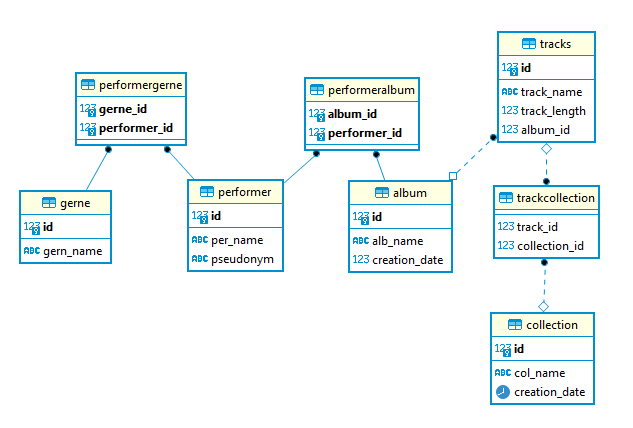 tracks
123 id
ABC track_name
123 track_length
123 album_id
performergerne
123 gerne_id
123 performer_id
performeralbum
123 album_id
123 performer_id
gerne
123 id
ABC gern_name
performer
123 id
ABC per_name
ABC pseudonym
album
123 id
ABC alb_name
123 creation_date
trackcollection
123 track_id
123 collection_id
collection
123 id
ABC col_name
creation_date